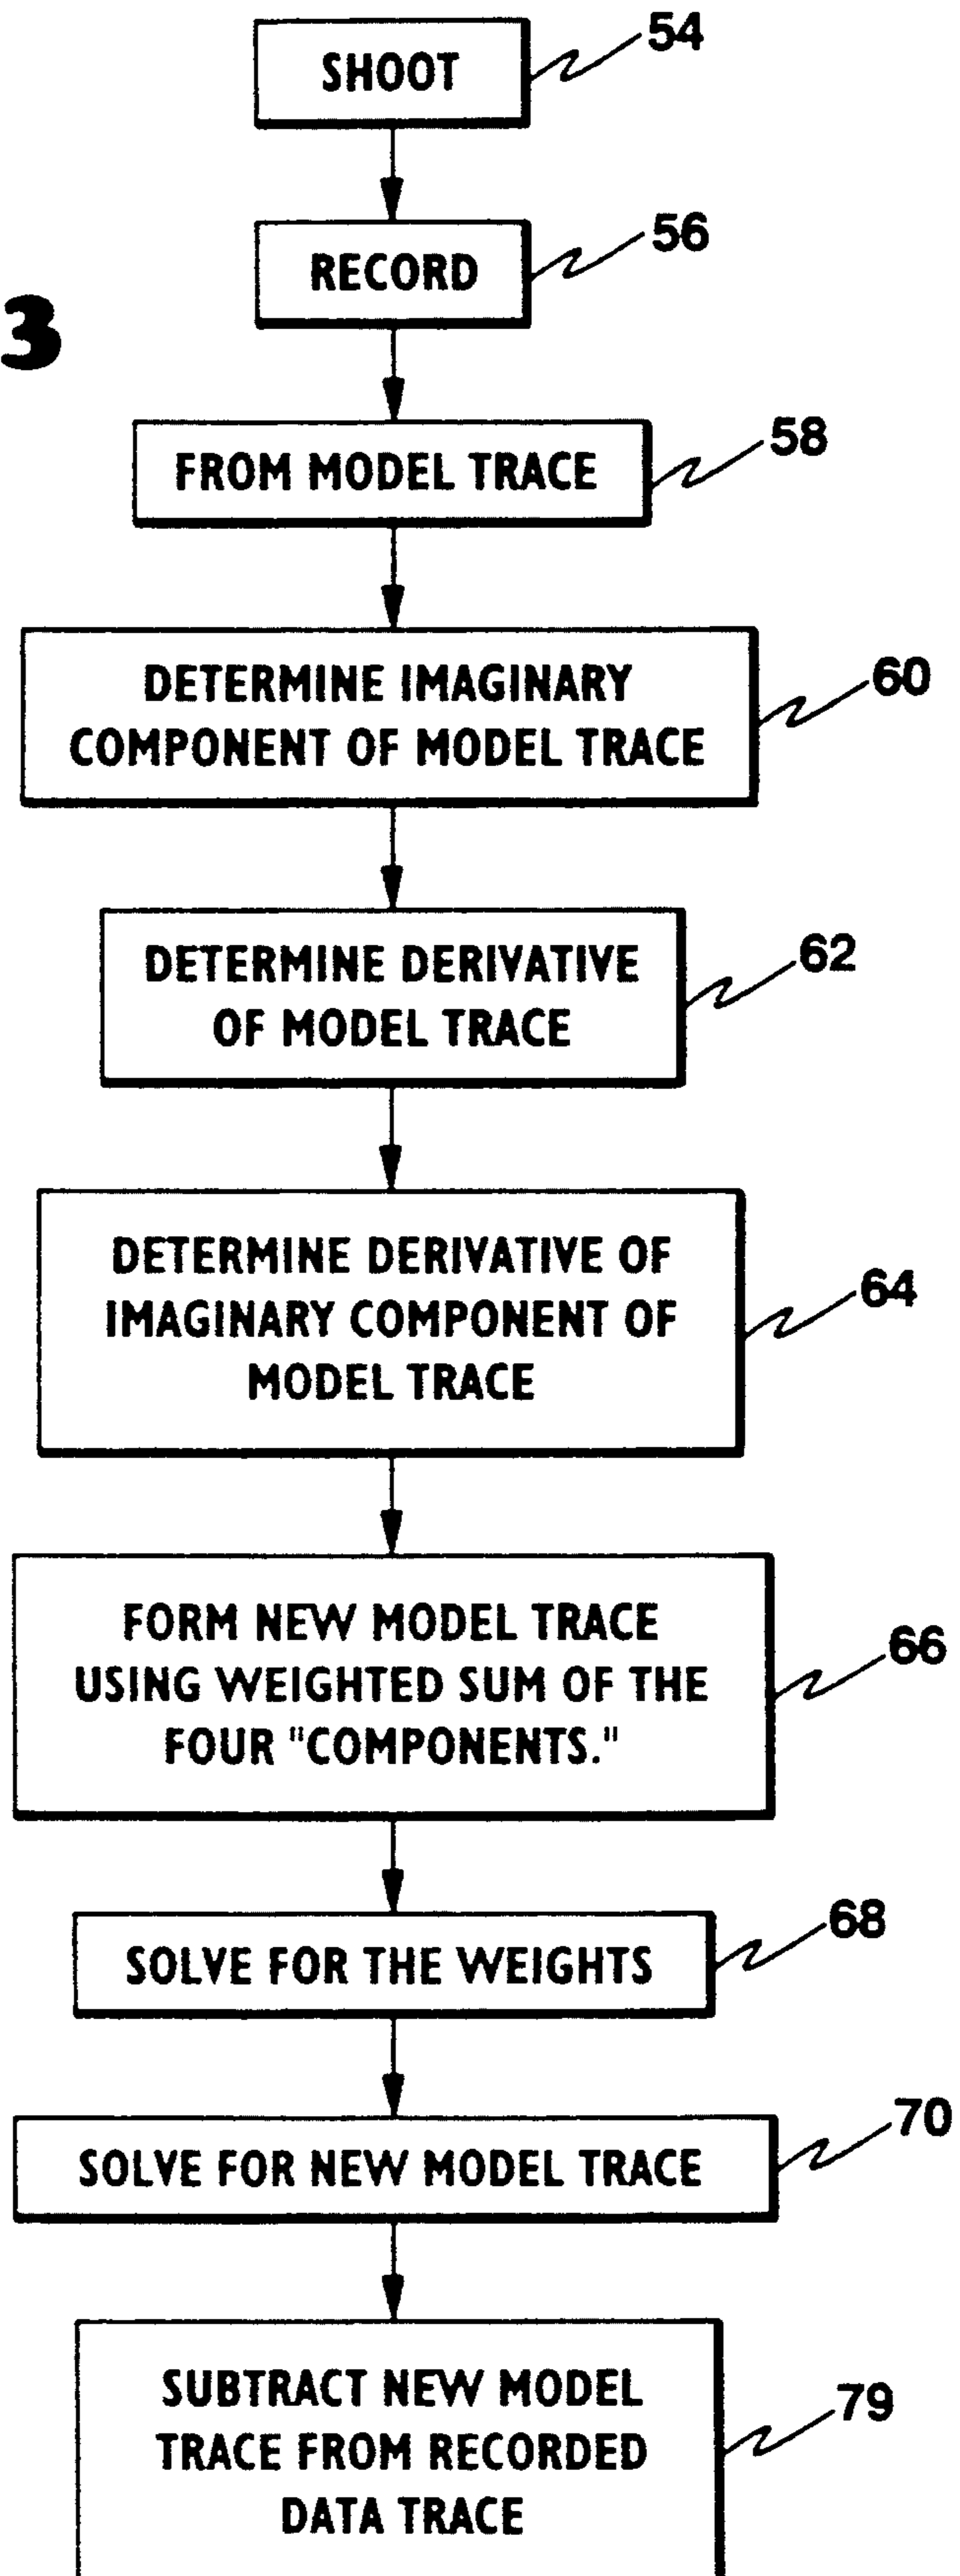 SHOOT
54
RECORD
56
3
FROM MODEL TRACE
58
DETERMINE IMAGINARY
COMPONENT OF MODEL TRACE
60
DETERMINE DERIVATIVE
OF MODEL TRACE
62
DETERMINE DERIVATIVE OF
IMAGINARY COMPONENT OF
MODEL TRACE
64
FORM NEW MODEL TRACE
USING WEIGHTED SUM OF THE
FOUR "COMPONENTS."
66
SOLVE FOR THE WEIGHTS
68
SOLVE FOR NEW MODEL TRACE
70
SUBTRACT NEW MODEL
TRACE FROM RECORDED
DATA TRACE
79